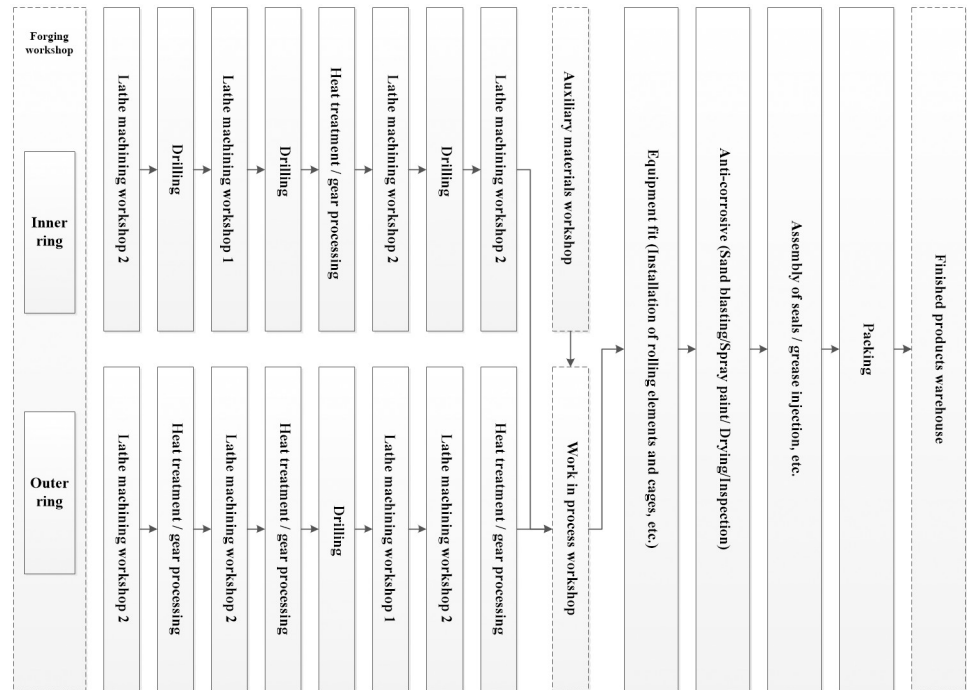 Forging
workshop
Inner
ring
Outer
ring
Lathe machining workshop 2
Drilling
Lathe machining workshop 1
Drilling
Heat treatment / gear processing
Lathe machining workshop 2
Drilling
Lathe machining workshop 2
Lathe machining workshop 2
Heat treatment / gear processing
Lathe machining workshop 2
Heat treatment / gear processing
Drilling
Lathe machining workshop 1
Lathe machining workshop 2
Heat treatment / gear processing
Auxiliary materials workshop
Work in process workshop
Equipment fit (Installation of rolling elements and cages, etc.)
Anti-corrosive (Sand blasting/Spray paint/ Drying/Inspection)
Assembly of seals / grease injection, etc.
Packing
Finished products warehouse